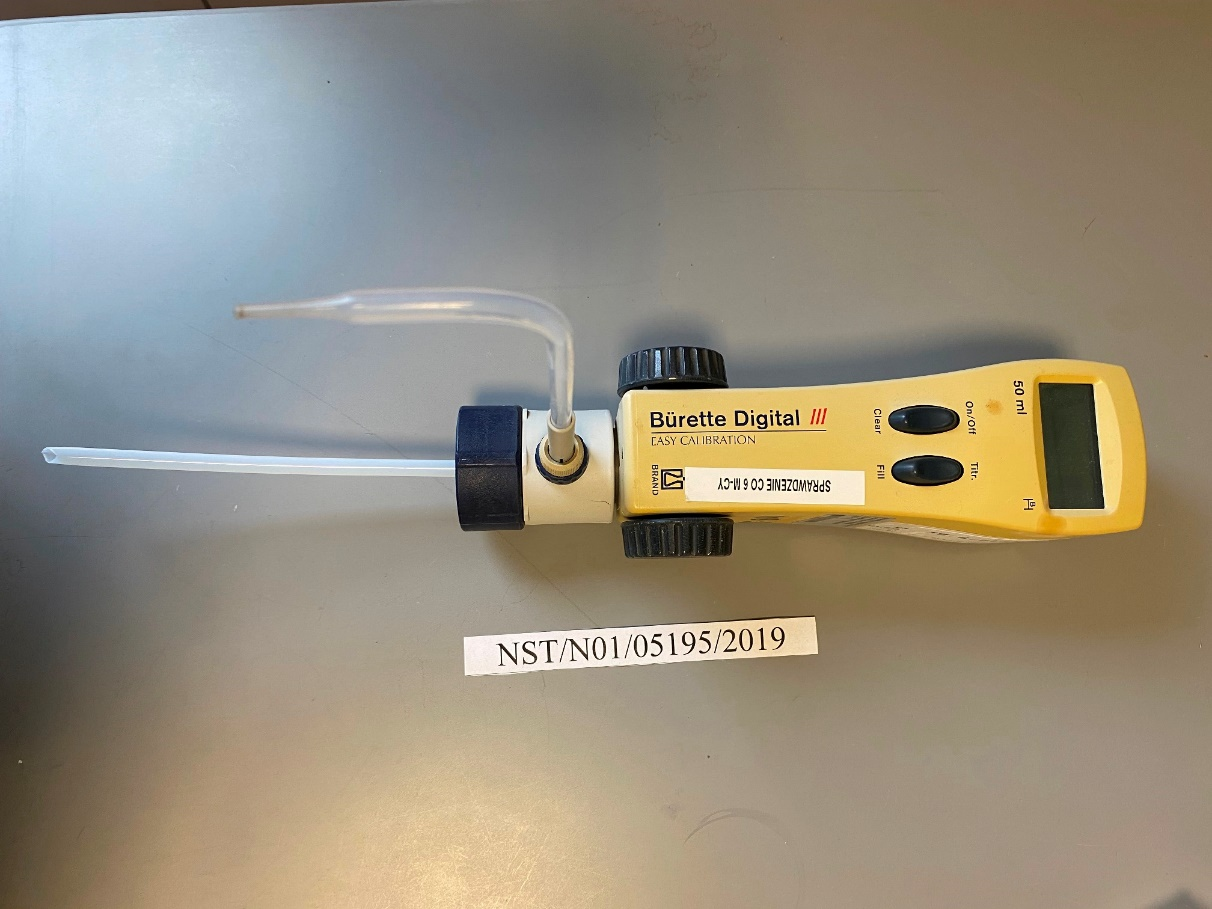 Bürette Digital III
EASY CALIBRATION
BRAND
SPRAWDZENIE CO 6 M-CY
Clear
On/Off
Fill
Titr.
50 ml
NST/N01/05195/2019